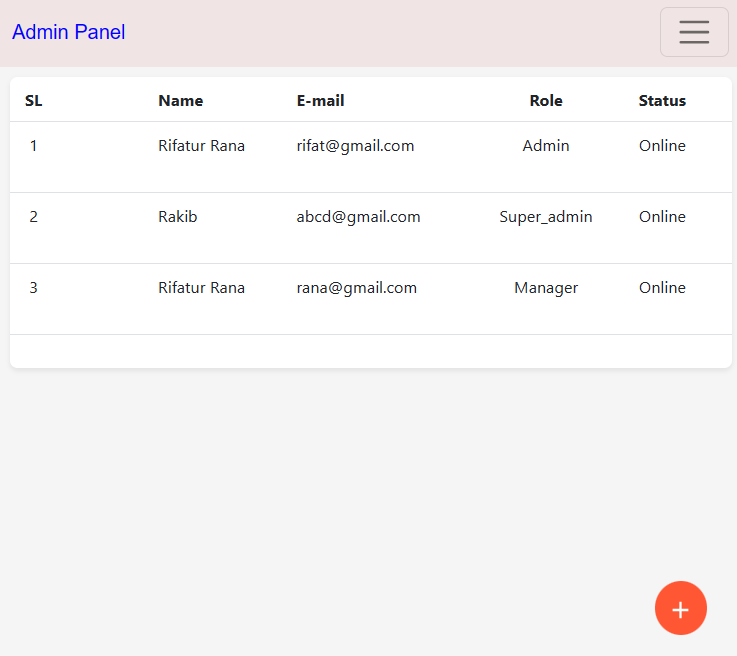 Admin Panel
SL Name E-mail Role Status
1 Rifatur Rana rifat@gmail.com Admin Online
2 Rakib abcd@gmail.com Super_admin Online
3 Rifatur Rana rana@gmail.com Manager Online
+